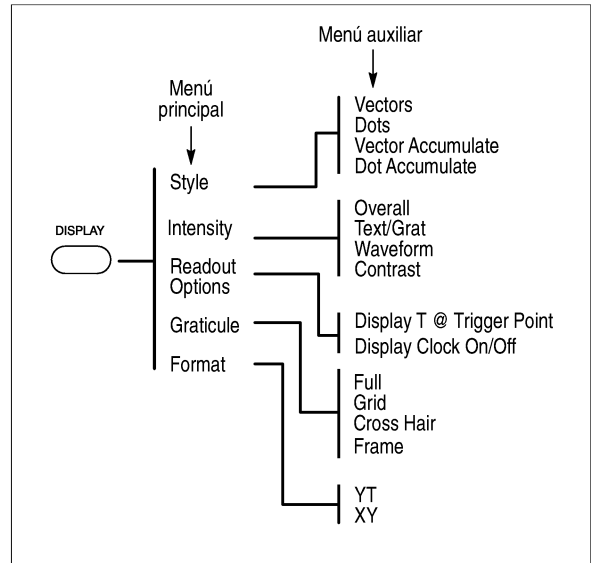 Menú auxiliar
Menú
principal
DISPLAY
Style
Intensity
Readout
Options
Graticule
Format
Vectors
Dots
Vector Accumulate
Dot Accumulate
Overall
Text/Grat
Waveform
Contrast
Display T @ Trigger Point
Display Clock On/Off
Full
Grid
Cross Hair
Frame
YT
XY